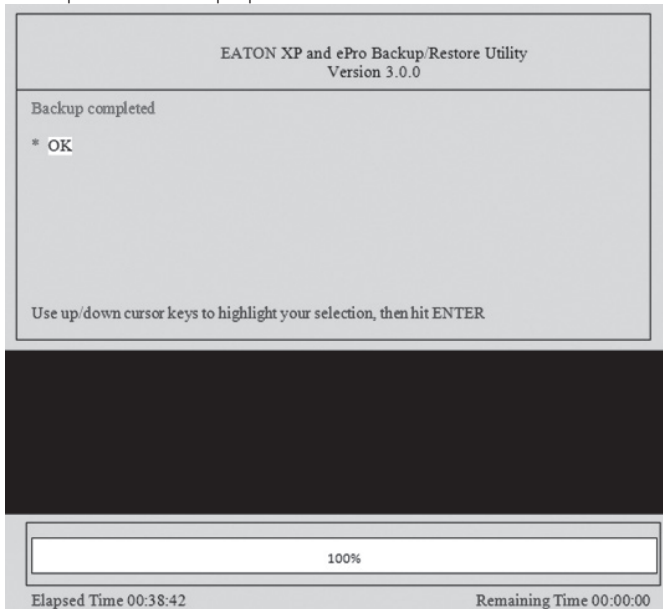 EATON XP and ePro Backup/Restore Utility
Version 3.0.0
Backup completed
* OK
Use up/down cursor keys to highlight your selection, then hit ENTER
100%
Elapsed Time 00:38:42
Remaining Time 00:00:00